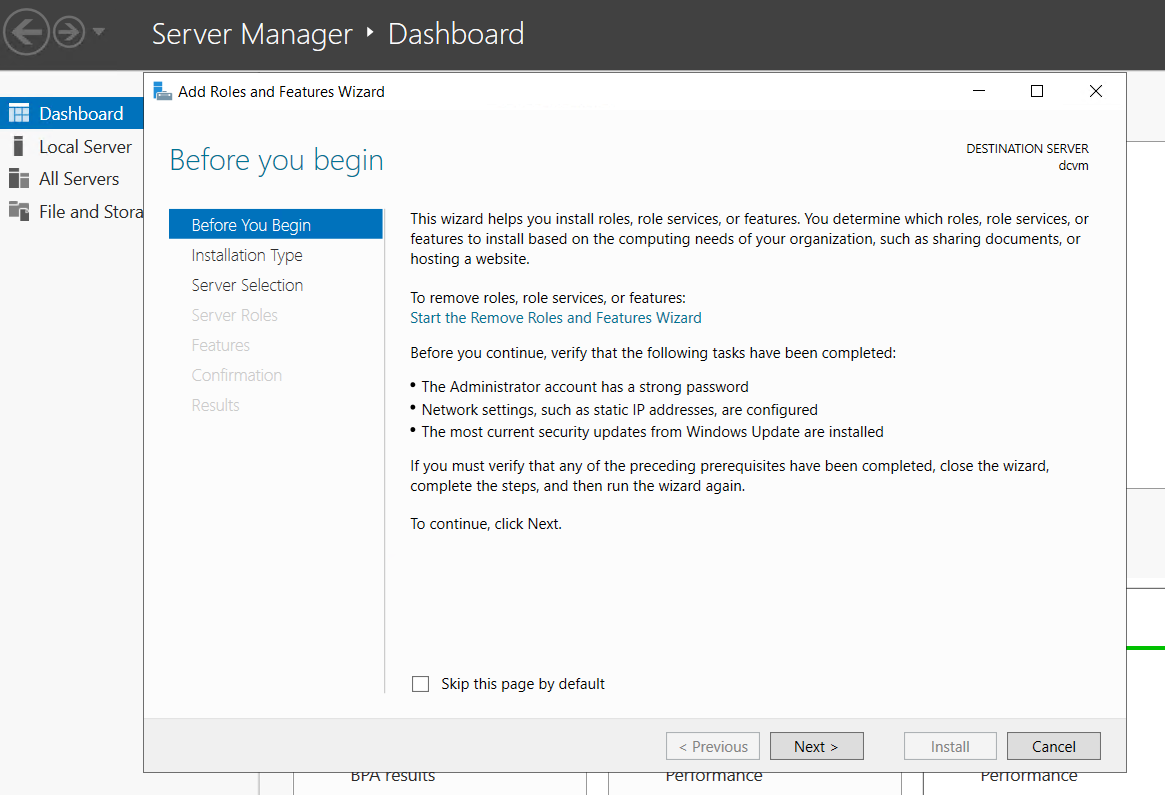 Server Manager ‣ Dashboard
Add Roles and Features Wizard
Dashboard
Local Server
All Servers
File and Stora
Before you begin
DESTINATION SERVER
dcvm
Before You Begin
Installation Type
Server Selection
Server Roles
Features
Confirmation
Results
This wizard helps you install roles, role services, or features. You determine which roles, role services, or
features to install based on the computing needs of your organization, such as sharing documents, or
hosting a website.
To remove roles, role services, or features:
Start the Remove Roles and Features Wizard
Before you continue, verify that the following tasks have been completed:
• The Administrator account has a strong password
• Network settings, such as static IP addresses, are configured
• The most current security updates from Windows Update are installed
If you must verify that any of the preceding prerequisites have been completed, close the wizard,
complete the steps, and then run the wizard again.
To continue, click Next.
Skip this page by default
< Previous
Next >
Install
Cancel
BPA results
Performance
Performance